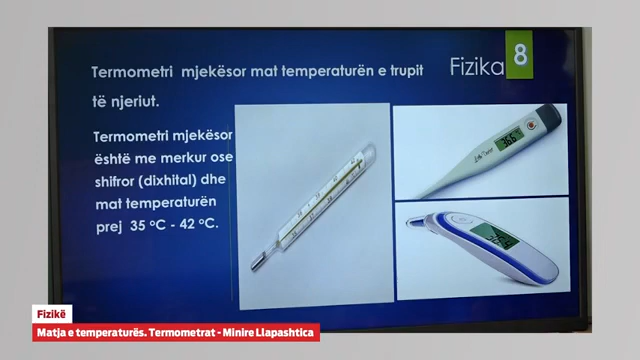 Termometri mjekësor mat temperaturën e trupit
të njeriut.
Fizika 8
Termometri mjekësor
është me merkur ose
shifror (dixhital) dhe
mat temperaturën
prej 35 °C - 42 °C.
36.6
Fizikë
Matja e temperaturës. Termometrat - Minire Llapashtica